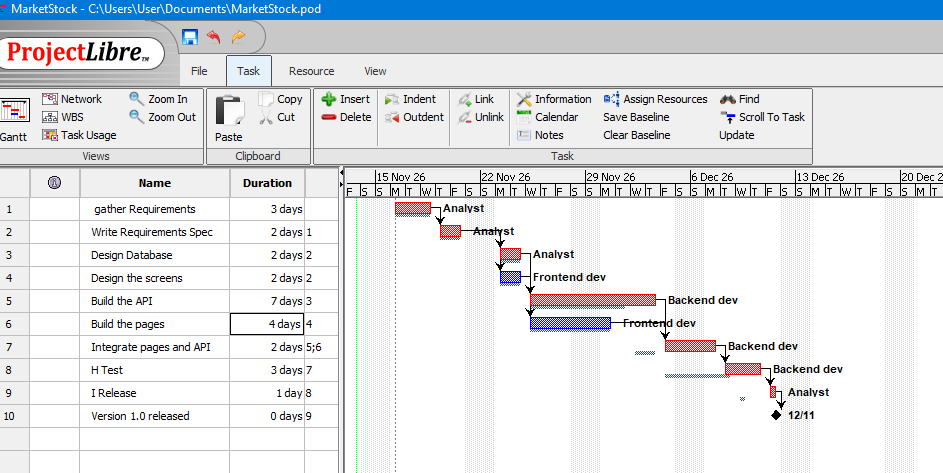 MarketStock - C:\Users\User\Documents\MarketStock.pod
ProjectLibre™
File Task Resource View
Gantt
Network
WBS
Task Usage
Zoom In
Zoom Out
Views
Paste
Copy
Cut
Clipboard
Insert
Delete
Indent
Outdent
Link
Unlink
Information
Calendar
Notes
Assign Resources
Save Baseline
Clear Baseline
Find
Scroll To Task
Update
Task
Name Duration
15 Nov 26 22 Nov 26 29 Nov 26 6 Dec 26 13 Dec 26 20 Dec 2
F S S M T W T F S S M T W T F S S M T W T F S S M T W T F S S M T W T F S S
1 gather Requirements 3 days Analyst
2 Write Requirements Spec 2 days 1 Analyst
3 Design Database 2 days 2 Analyst
4 Design the screens 2 days 2 Frontend dev
5 Build the API 7 days 3 Backend dev
6 Build the pages 4 days 4 Frontend dev
7 Integrate pages and API 2 days 5;6 Backend dev
8 H Test 3 days 7 Backend dev
9 I Release 1 day 8 Analyst
10 Version 1.0 released 0 days 9 12/11